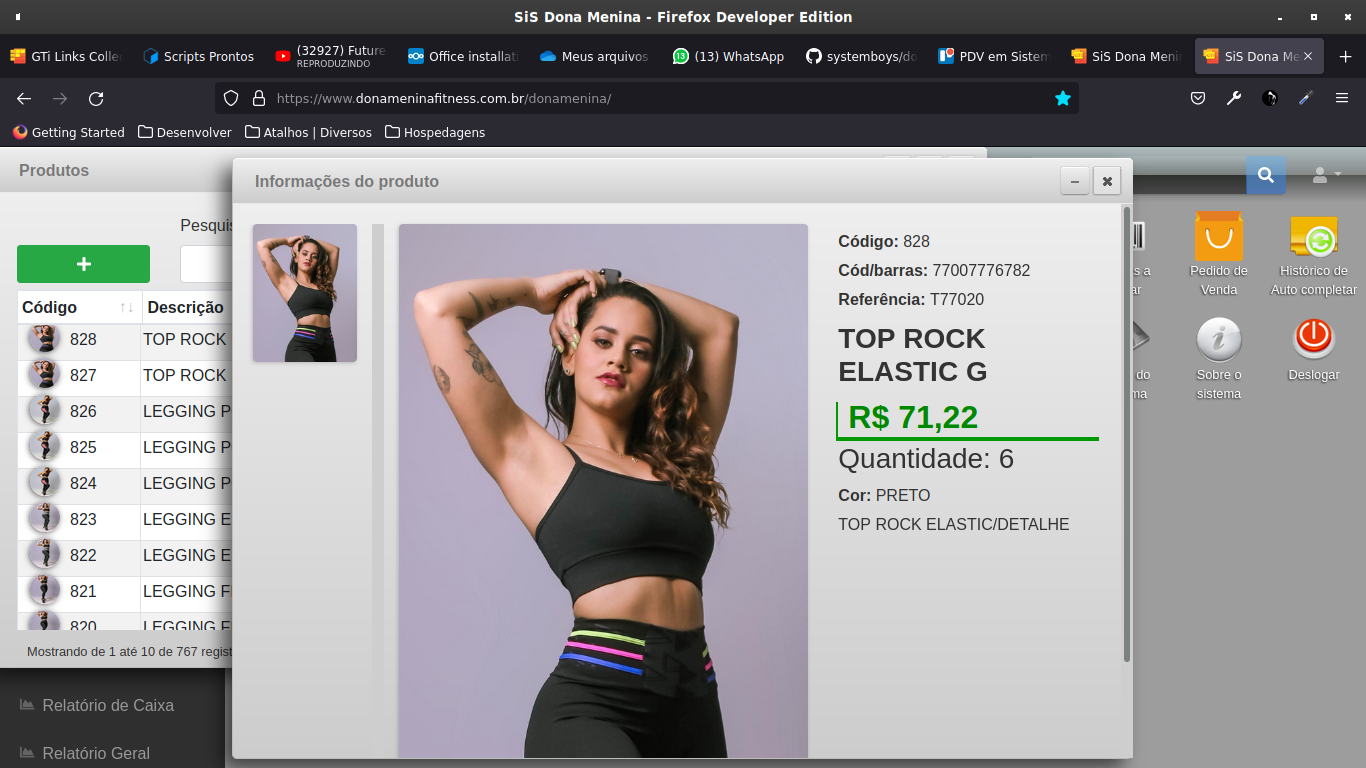 SiS Dona Menina - Firefox Developer Edition
GTi Links Colle
Scripts Prontos
(32927) Future
REPRODUZINDO
Office installati
Meus arquivos
(13) WhatsApp
systemboys/do
PDV em Sistem
SiS Dona Menin
SiS Dona Me
https://www.donameninafitness.com.br/donamenina/
Getting Started
Desenvolver
Atalhos | Diversos
Hospedagens
Produtos
Informações do produto
Pesquis
Código
Descrição
828 TOP ROCK
827 TOP ROCK
826 LEGGING P
825 LEGGING P
824 LEGGING P
823 LEGGING E
822 LEGGING E
821 LEGGING F
820 LEGGING F
Mostrando de 1 até 10 de 767 regist
Relatório de Caixa
Relatório Geral
Código: 828
Cód/barras: 77007776782
Referência: T77020
TOP ROCK
ELASTIC G
R$ 71,22
Quantidade: 6
Cor: PRETO
TOP ROCK ELASTIC/DETALHE
s a
ar
Pedido de
Venda
Histórico de
Auto completar
do
ma
Sobre o
sistema
Deslogar